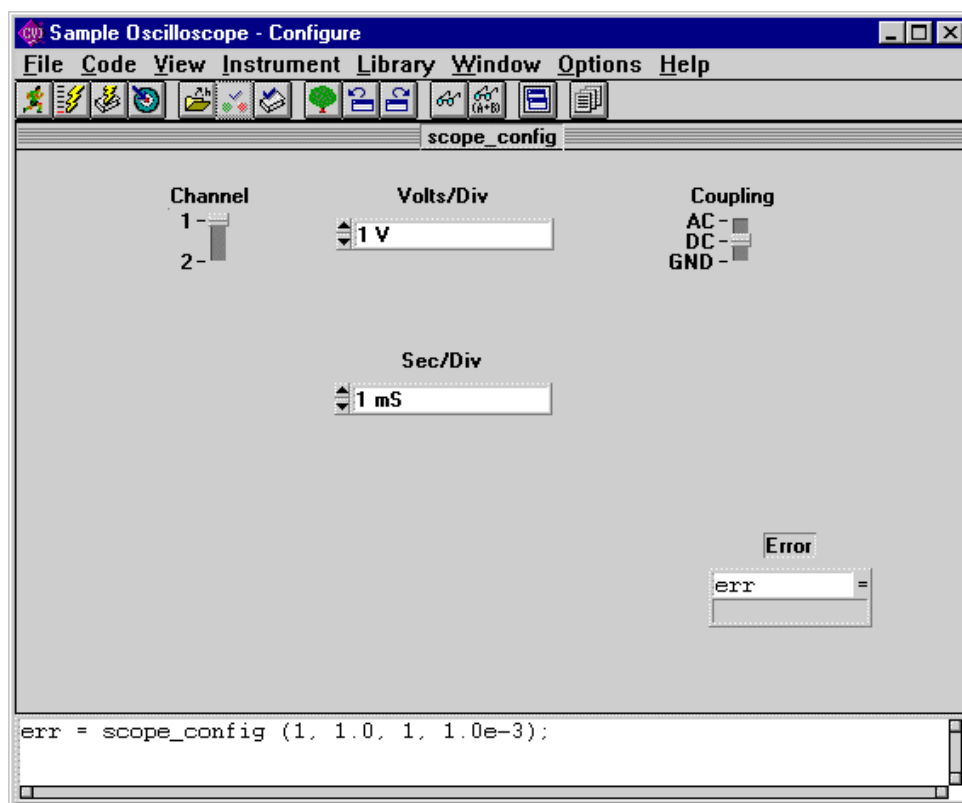 Sample Oscilloscope - Configure
File Code View Instrument Library Window Options Help
scope_config
Channel
1
2
Volts/Div
1 V
Coupling
AC
DC
GND
Sec/Div
1 mS
Error
err =
err = scope_config (1, 1.0, 1, 1.0e-3);